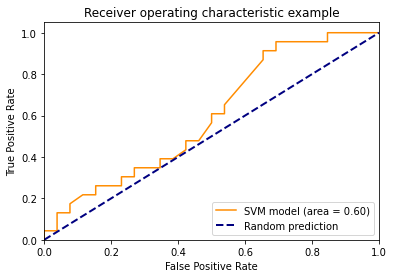 Receiver operating characteristic example
1.0
0.8
0.6
0.4
0.2
0.0
True Positive Rate
SVM model (area = 0.60)
Random prediction
0.0 0.2 0.4 0.6 0.8 1.0
False Positive Rate